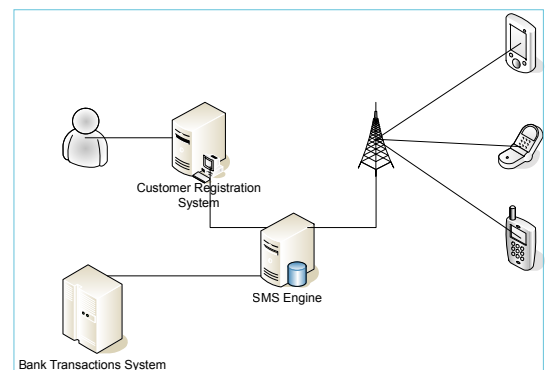 Customer Registration
System
SMS Engine
Bank Transactions System